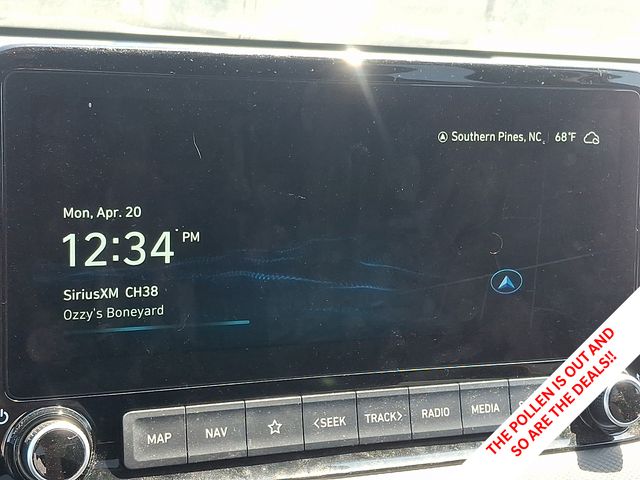 Southern Pines, NC 68°F
Mon, Apr. 20
12:34 PM
SiriusXM CH38
Ozzy's Boneyard
MAP
NAV
<SEEK
TRACK>
RADIO
MEDIA
THE POLLEN IS OUT AND
SO ARE THE DEALS!!